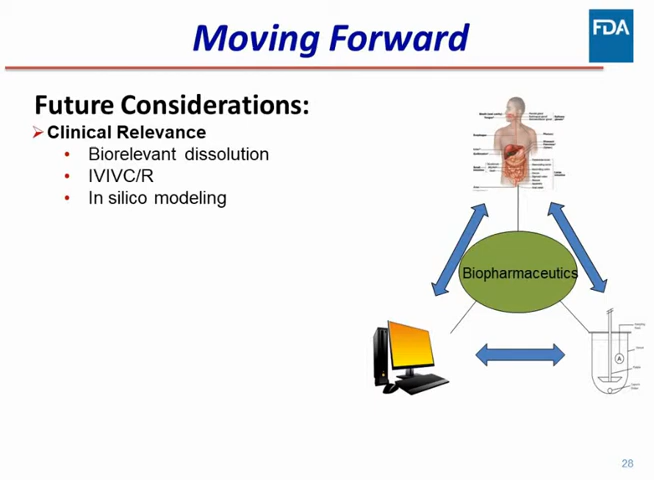 Moving Forward
FDA
Future Considerations:
➢ Clinical Relevance
• Biorelevant dissolution
• IVIVC/R
• In silico modeling
Biopharmaceutics
A
28